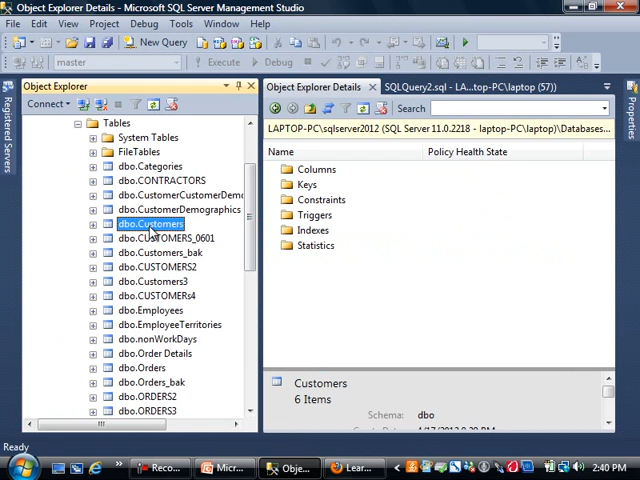 Object Explorer Details - Microsoft SQL Server Management Studio
File Edit View Project Debug Tools Window Help
New Query
master
Execute
Debug
Registered Servers
Object Explorer
Connect
Tables
System Tables
FileTables
dbo.Categories
dbo.CONTRACTORS
dbo.CustomerCustomerDemo
dbo.CustomerDemographics
dbo.Customers
dbo.CUSTOMERS_0601
dbo.Customers_bak
dbo.CUSTOMERS2
dbo.Customers3
dbo.CUSTOMERs4
dbo.Employees
dbo.EmployeeTerritories
dbo.nonWorkDays
dbo.Order Details
dbo.Orders
dbo.Orders_bak
dbo.ORDERS2
dbo.ORDERS3
Object Explorer Details
SQLQuery2.sql - LA...top-PC\laptop (57))
Search
LAPTOP-PC\sqlserver2012 (SQL Server 11.0.2218 - laptop-PC\laptop)\Databases...
Name Policy Health State
Columns
Keys
Constraints
Triggers
Indexes
Statistics
Customers
6 Items
Schema: dbo
Properties
Ready
Reco...
Micr...
Obje...
Lear...
2:40 PM